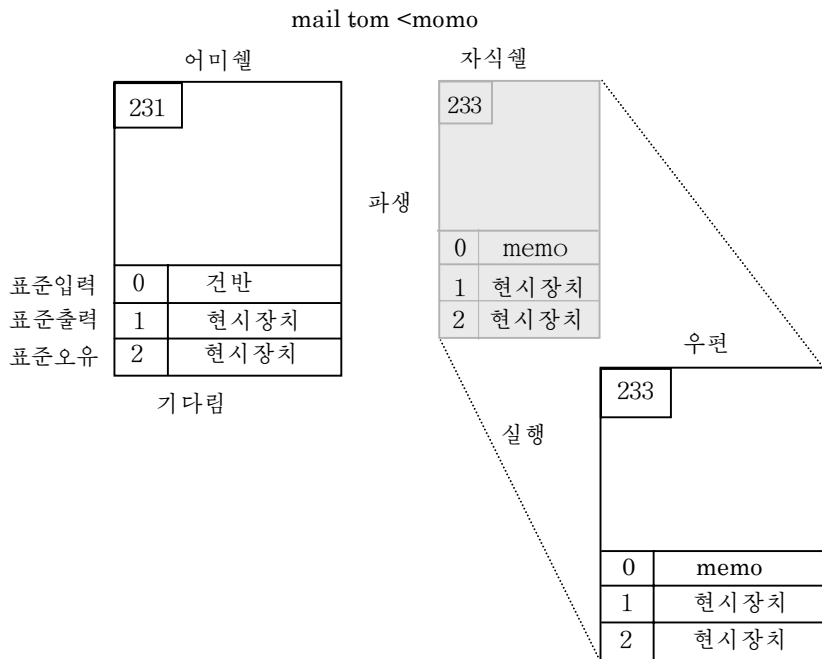 mail tom <momo
어미쉘
자식쉘
231
233
파생
0 memo
1 현시장치
2 현시장치
표준입력 0 건반
표준출력 1 현시장치
표준오유 2 현시장치
기다림
우편
233
실행
0 memo
1 현시장치
2 현시장치